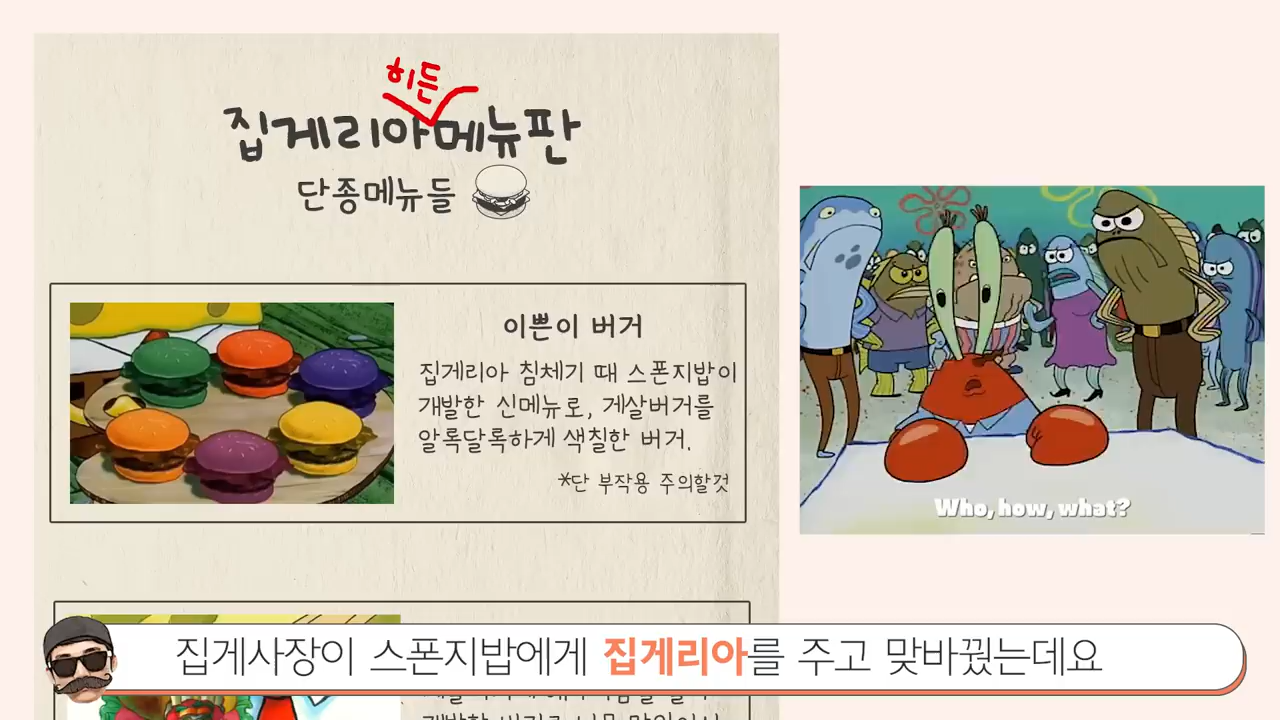 히든
집게리아메뉴판
단종메뉴들
이쁜이 버거
집게리아 침체기 때 스폰지밥이
개발한 신메뉴로, 게살버거를
알록달록하게 색칠한 버거.
*단 부작용 주의할것
Who, how, what?
집게사장이 스폰지밥에게 집게리아를 주고 맞바꿨는데요